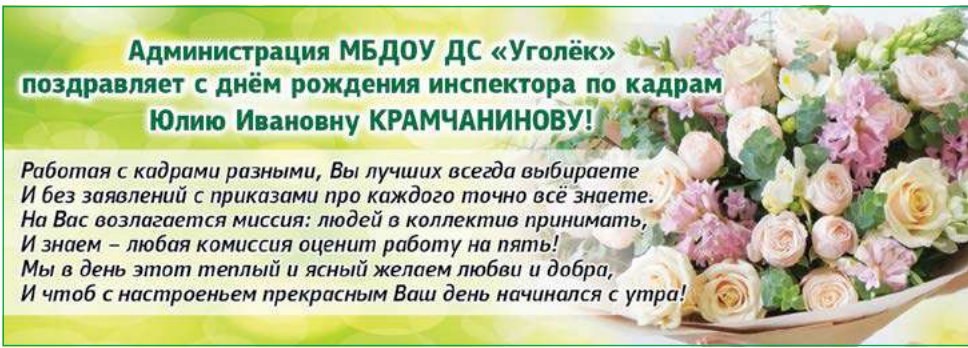 Администрация МБДОУ ДС «Уголёк»
поздравляет с днём рождения инспектора по кадрам
Юлию Ивановну КРАМЧАНИНОВУ!
Работая с кадрами разными, Вы лучших всегда выбираете
И без заявлений с приказами про каждого точно всё знаете.
На Вас возлагается миссия: людей в коллектив принимать,
И знаем – любая комиссия оценит работу на пять!
Мы в день этот теплый и ясный желаем любви и добра,
И чтоб с настроеньем прекрасным Ваш день начинался с утра!